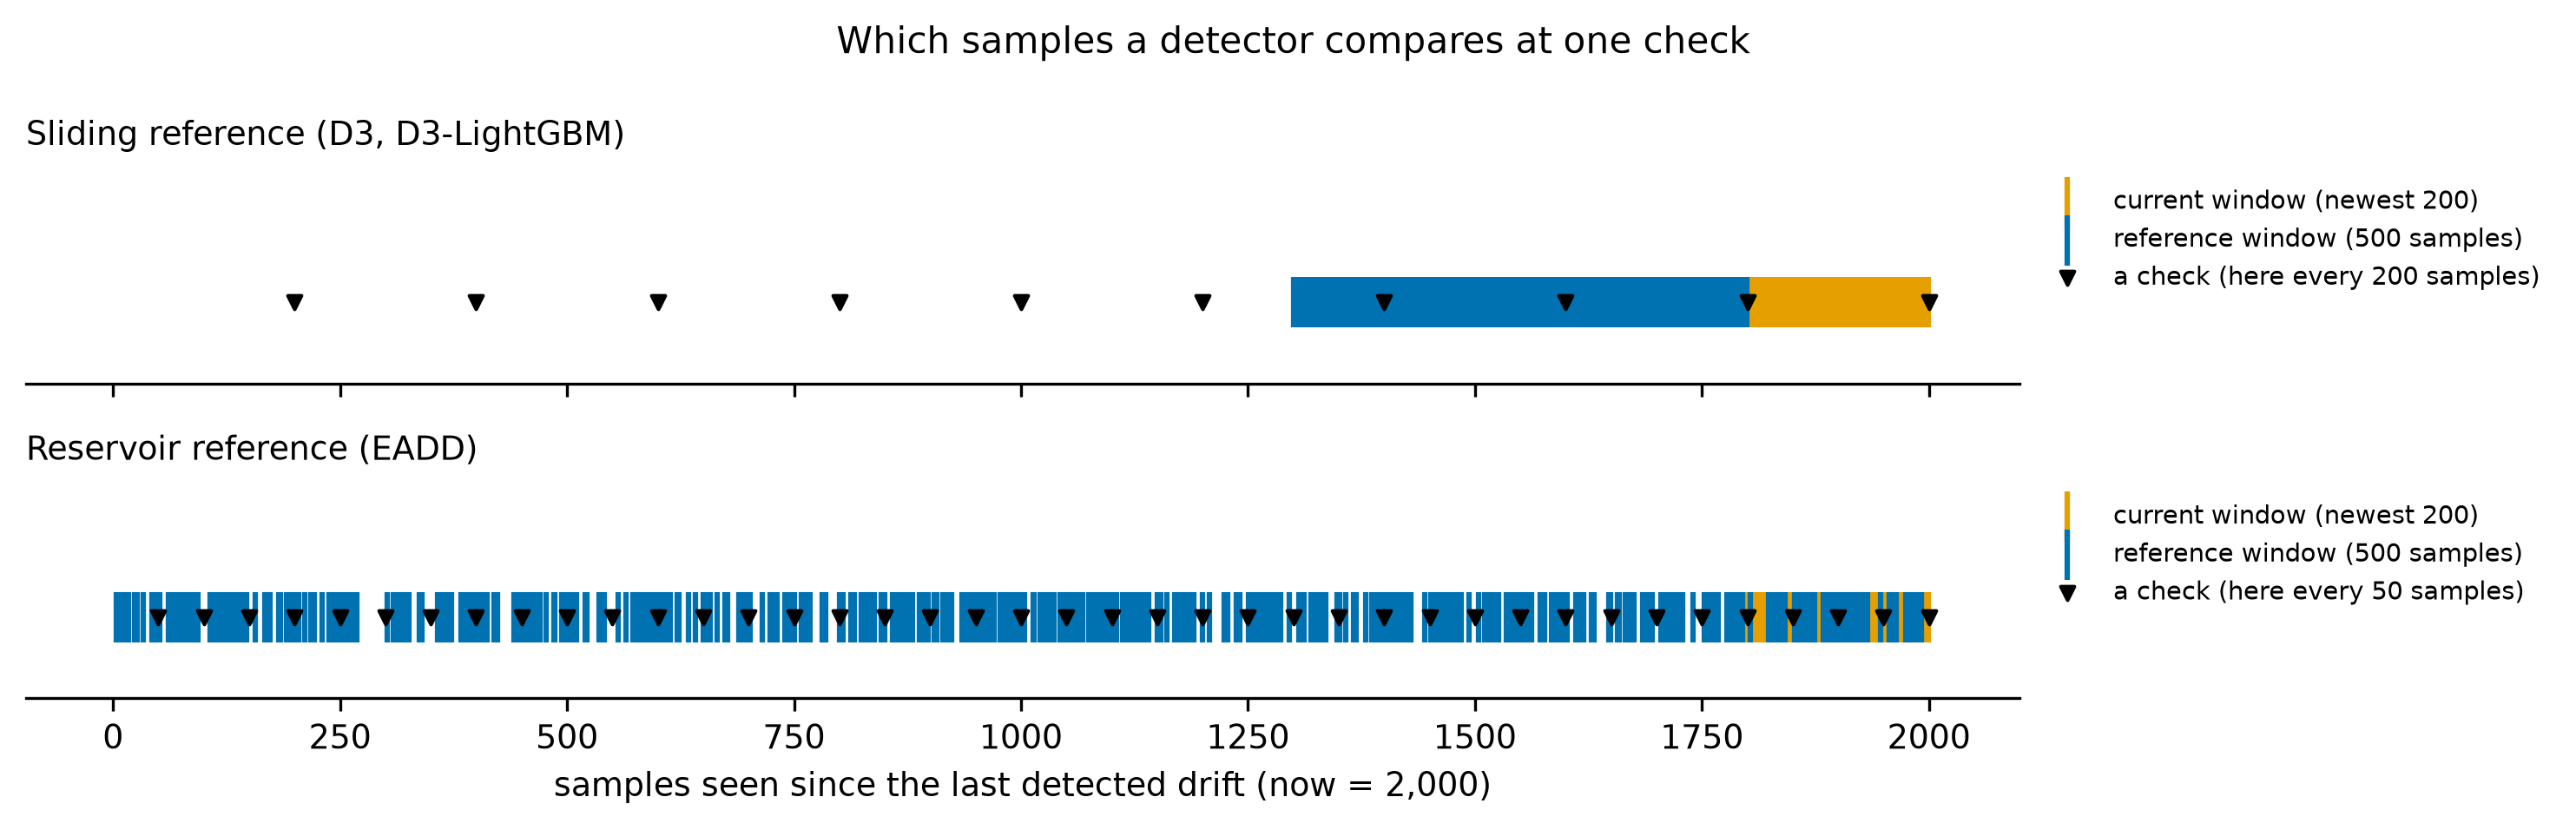 Which samples a detector compares at one check
Sliding reference (D3, D3-LightGBM)
current window (newest 200)
reference window (500 samples)
a check (here every 200 samples)
Reservoir reference (EADD)
current window (newest 200)
reference window (500 samples)
a check (here every 50 samples)
0 250 500 750 1000 1250 1500 1750 2000
samples seen since the last detected drift (now = 2,000)